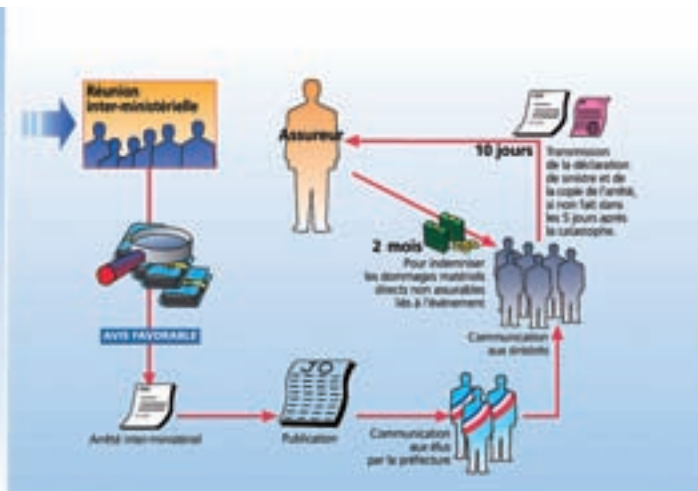 Réunion
inter-ministérielle
Assureur
10 jours
Transmission
de la déclaration
de sinistre et de
la copie de l'arrêté,
si non fait dans
les 5 jours après
la catastrophe.
2 mois
Pour indemniser
les dommages matériels
directs non assurables
liés à l'événement
AVIS FAVORABLE
Communication
aux sinistrés
JO
Arrêté inter-ministériel
Publication
Communication
aux élus
par la préfecture